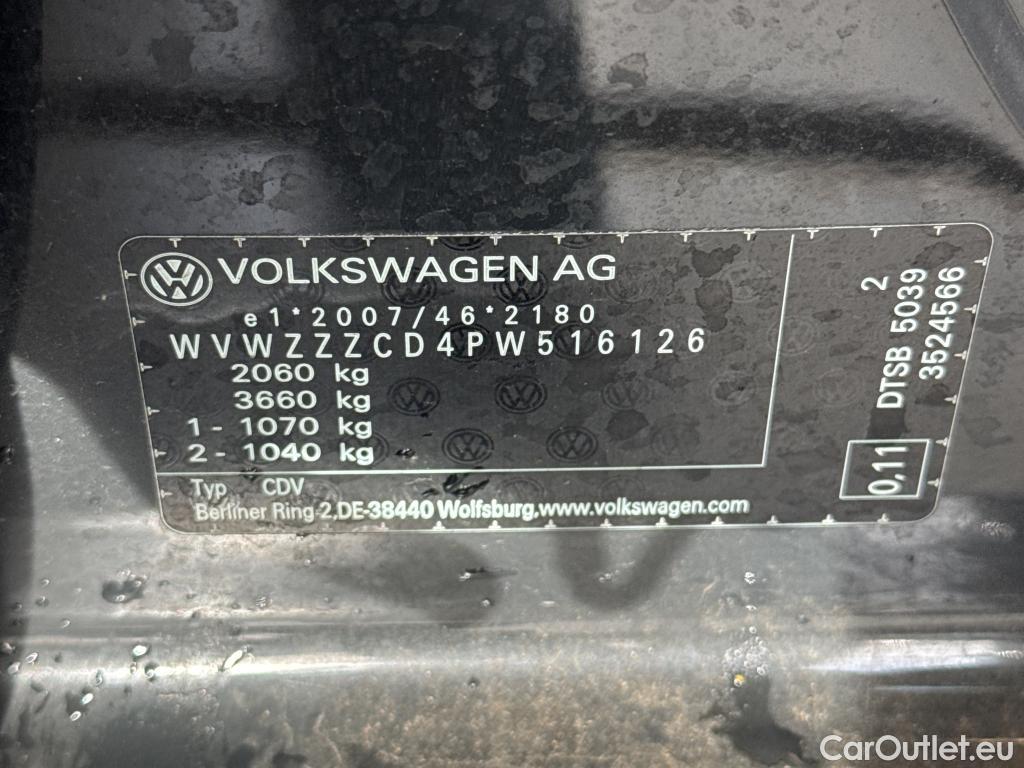 VOLKSWAGEN AG
e1*2007/46*2180
WVWZZZCD4PW516126
2060 kg
3660 kg
1 - 1070 kg
2 - 1040 kg
Typ CDV
Berliner Ring 2,DE-38440 Wolfsburg,www.volkswagen.com
2
DTSB 5039
3524566
0,11
CarOutlet.eu